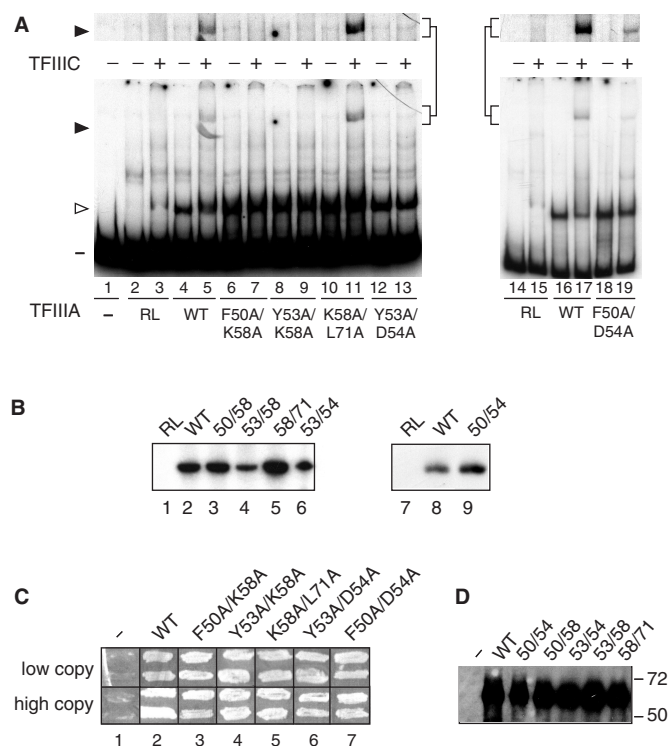 A
TFIIIC – – + – + – + – + – + – + – + – + – +
1 2 3 4 5 6 7 8 9 10 11 12 13 14 15 16 17 18 19
TFIIIA – RL WT F50A/ Y53A/ K58A/ Y53A/ RL WT F50A/
K58A K58A L71A D54A D54A
B
RL WT 50/58 53/58 58/71 53/54 RL WT 50/54
1 2 3 4 5 6 7 8 9
C
– WT F50A/K58A Y53A/K58A K58A/L71A Y53A/D54A F50A/D54A
low copy
high copy
1 2 3 4 5 6 7
D
– WT 50/54 50/58 53/54 53/58 58/71
– 72
– 50